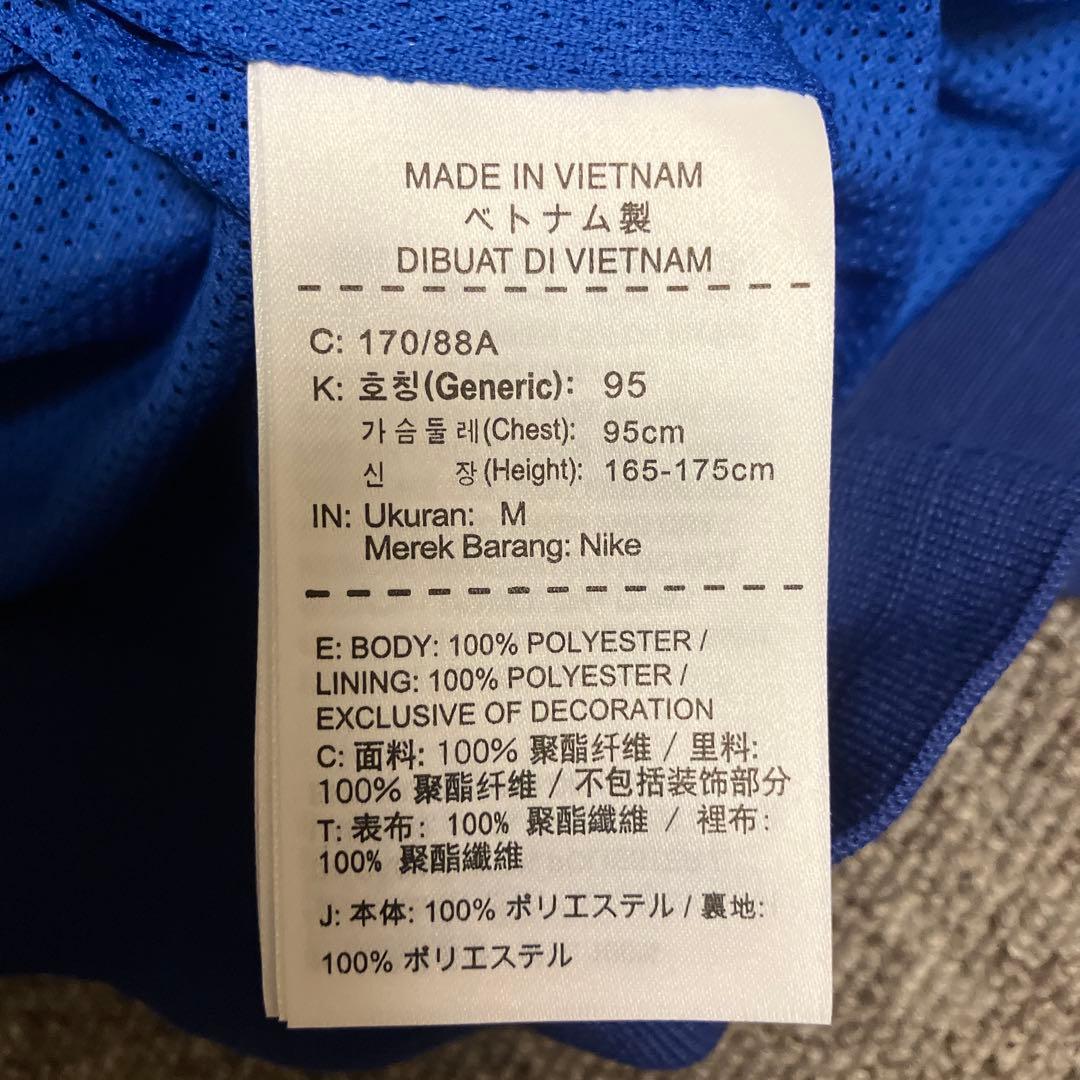 MADE IN VIETNAM
ベトナム製
DIBUAT DI VIETNAM
C: 170/88A
K: 호칭(Generic): 95
가슴둘레(Chest): 95cm
신 장(Height): 165-175cm
IN: Ukuran: M
Merek Barang: Nike
E: BODY: 100% POLYESTER /
LINING: 100% POLYESTER /
EXCLUSIVE OF DECORATION
C: 面料: 100% 聚酯纤维 / 里料:
100% 聚酯纤维 / 不包括装饰部分
T: 表布: 100% 聚酯纖維 / 裡布:
100% 聚酯纖維
J: 本体: 100% ポリエステル / 裏地:
100% ポリエステル